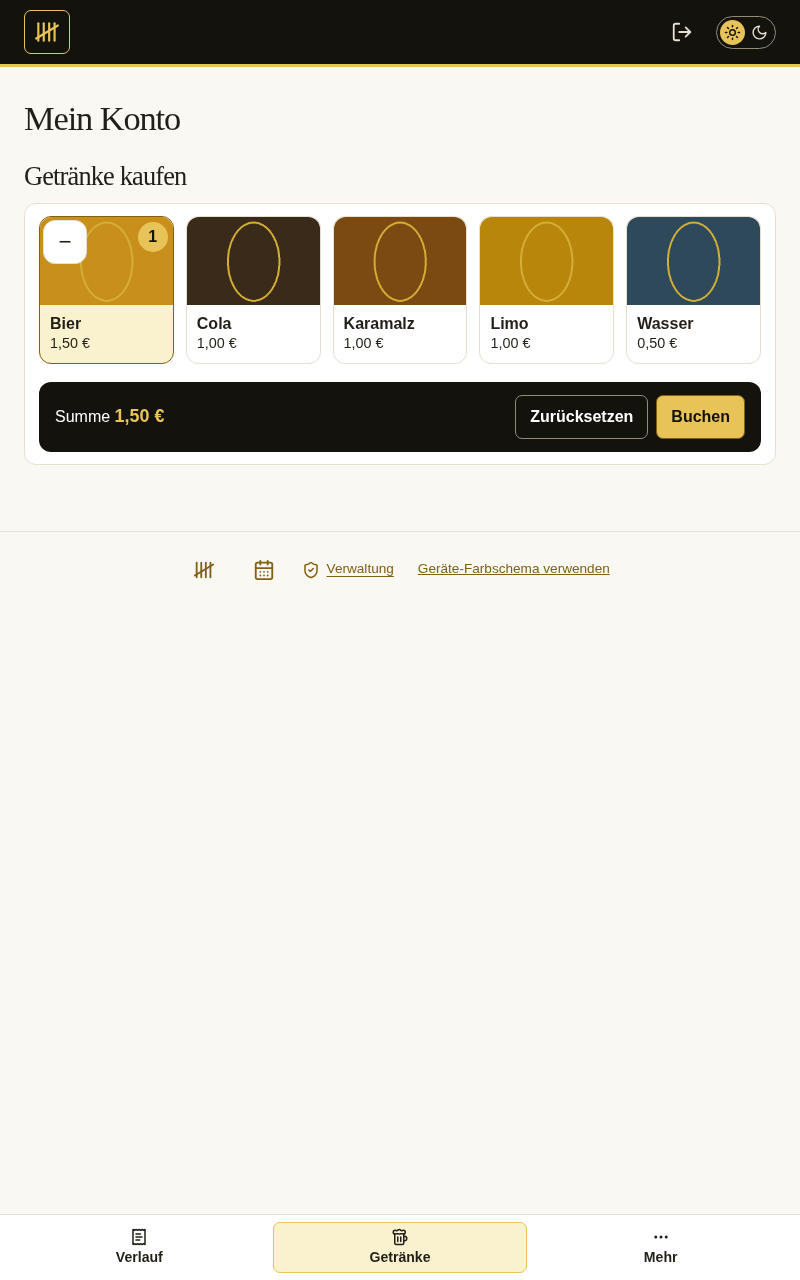 Mein Konto
Getränke kaufen
−
1
Bier
1,50 €
Cola
1,00 €
Karamalz
1,00 €
Limo
1,00 €
Wasser
0,50 €
Summe 1,50 €
Zurücksetzen
Buchen
Verwaltung
Geräte-Farbschema verwenden
Verlauf
Getränke
Mehr